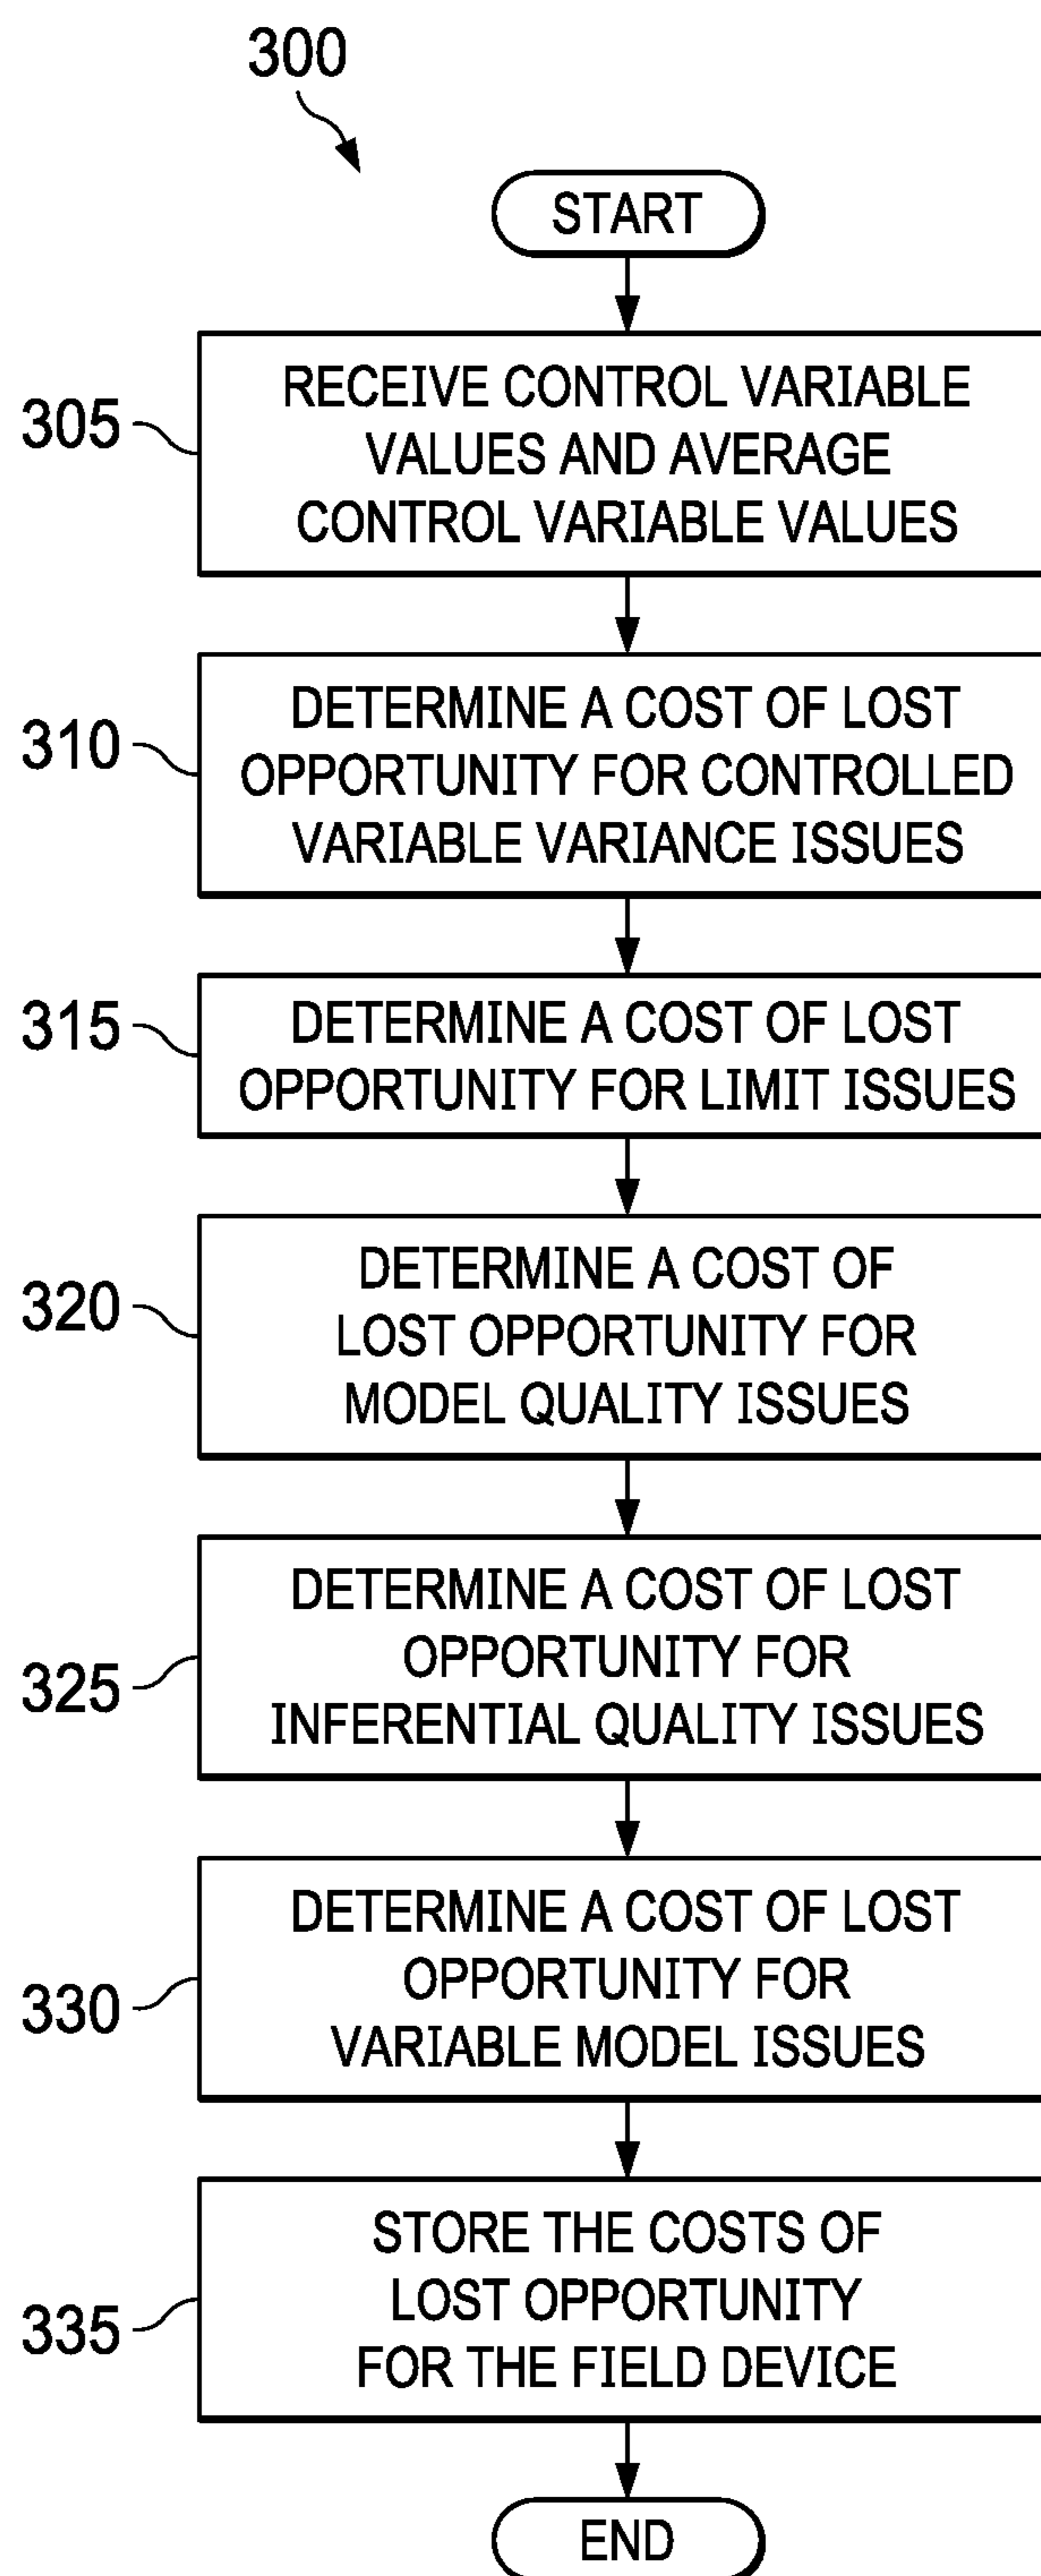 300
START
305
RECEIVE CONTROL VARIABLE
VALUES AND AVERAGE
CONTROL VARIABLE VALUES
310
DETERMINE A COST OF LOST
OPPORTUNITY FOR CONTROLLED
VARIABLE VARIANCE ISSUES
315
DETERMINE A COST OF LOST
OPPORTUNITY FOR LIMIT ISSUES
320
DETERMINE A COST OF
LOST OPPORTUNITY FOR
MODEL QUALITY ISSUES
325
DETERMINE A COST OF LOST
OPPORTUNITY FOR
INFERENTIAL QUALITY ISSUES
330
DETERMINE A COST OF LOST
OPPORTUNITY FOR
VARIABLE MODEL ISSUES
335
STORE THE COSTS OF
LOST OPPORTUNITY
FOR THE FIELD DEVICE
END